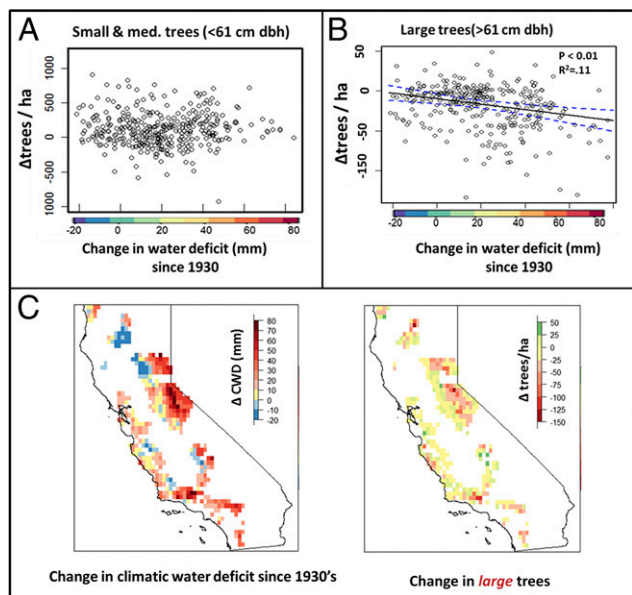 A
Small & med. trees (<61 cm dbh)
Δtrees / ha
1000
500
0
-500
1000
-20
0
20
40
60
80
Change in water deficit (mm)
since 1930
B
Large trees(>61 cm dbh)
P < 0.01
R²=.11
Δtrees/ ha
50
-0
-50
-150
-20
0
20
40
60
80
Change in water deficit (mm)
since 1930
C
Δ CWD (mm)
80
70
60
50
40
30
20
10
0
-10
-20
Change in climatic water deficit since 1930's
Δ trees/ha
50
25
0
-25
-50
-75
-100
-125
-150
Change in large trees